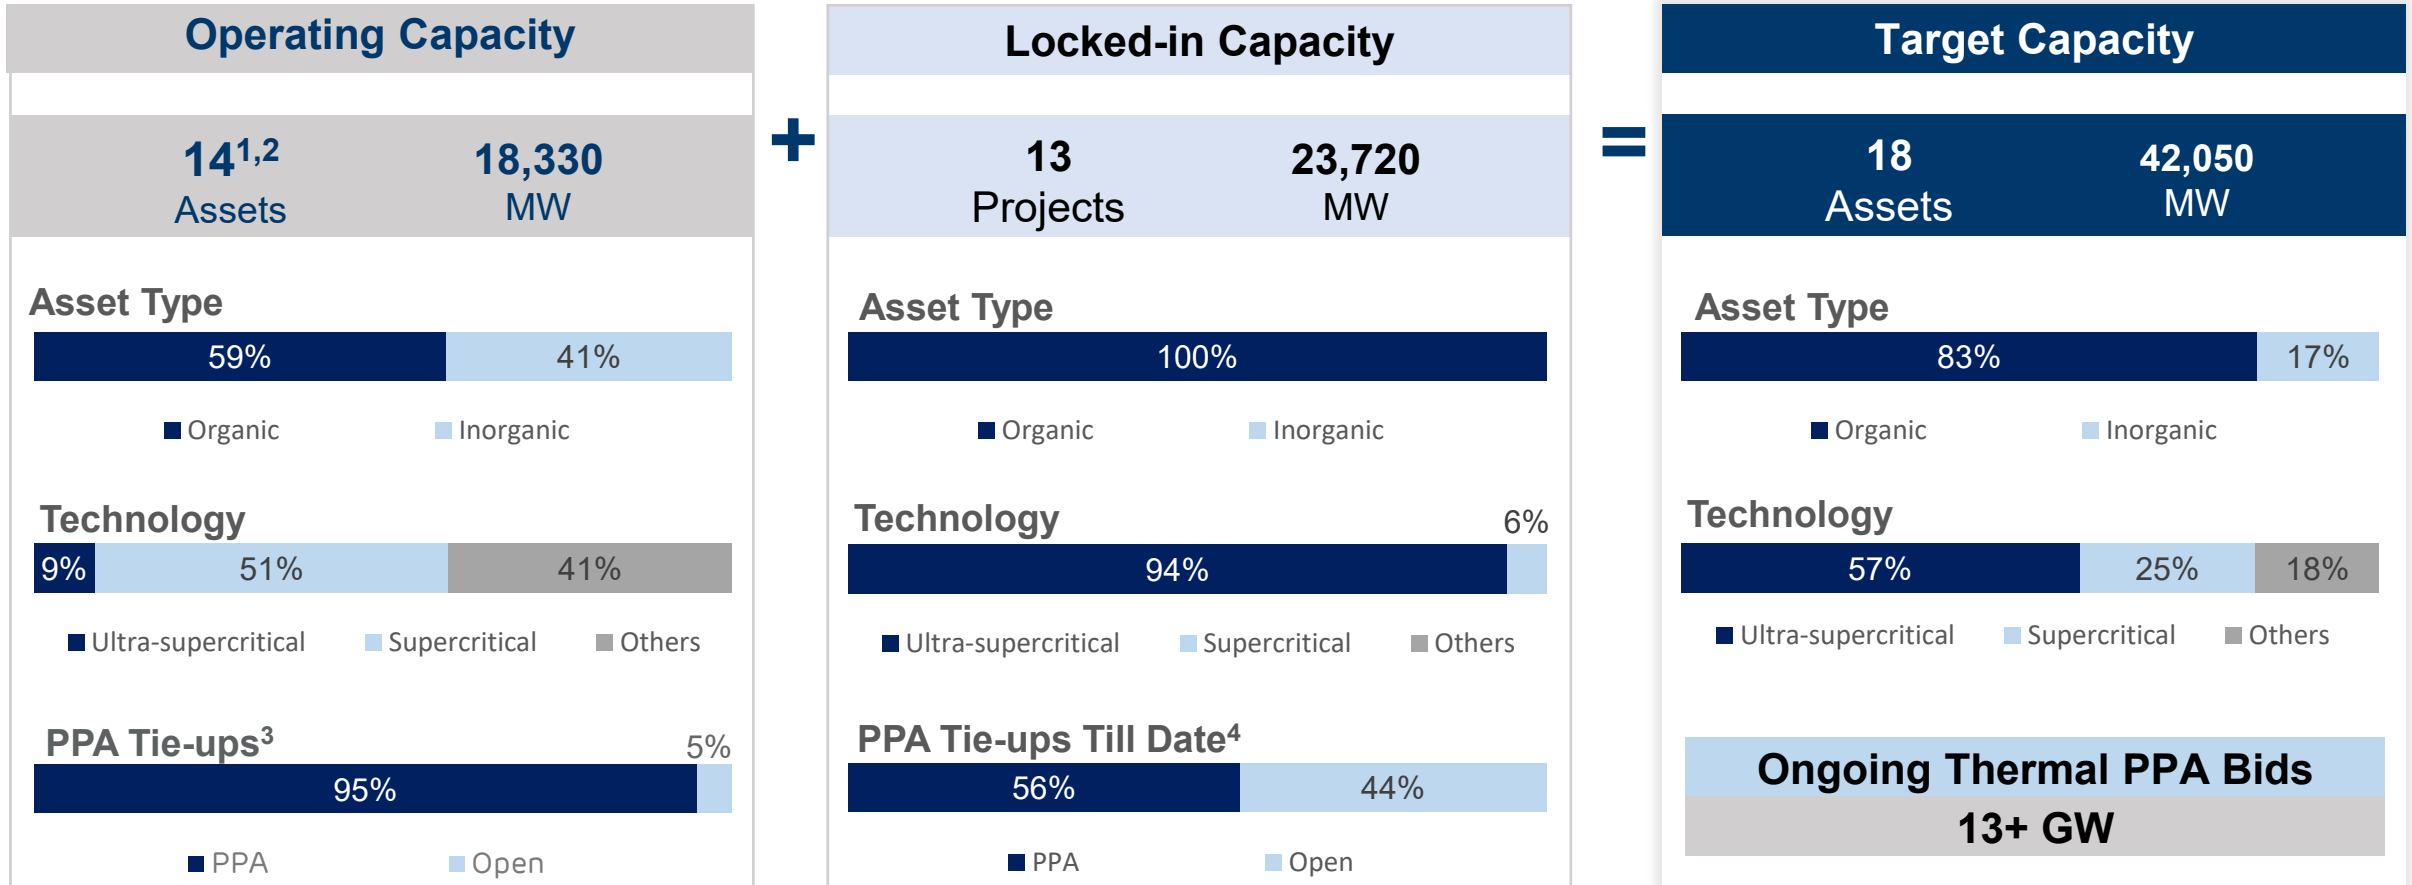 Operating Capacity
14¹,² 18,330
Assets MW
Asset Type
59% 41%
Organic Inorganic
Technology
9% 51% 41%
Ultra-supercritical Supercritical Others
PPA Tie-ups³ 5%
95%
PPA Open
+
Locked-in Capacity
13 23,720
Projects MW
Asset Type
100%
Organic Inorganic
Technology 6%
94%
Ultra-supercritical Supercritical Others
PPA Tie-ups Till Date⁴
56% 44%
PPA Open
=
Target Capacity
18 42,050
Assets MW
Asset Type
83% 17%
Organic Inorganic
Technology
57% 25% 18%
Ultra-supercritical Supercritical Others
Ongoing Thermal PPA Bids
13+ GW